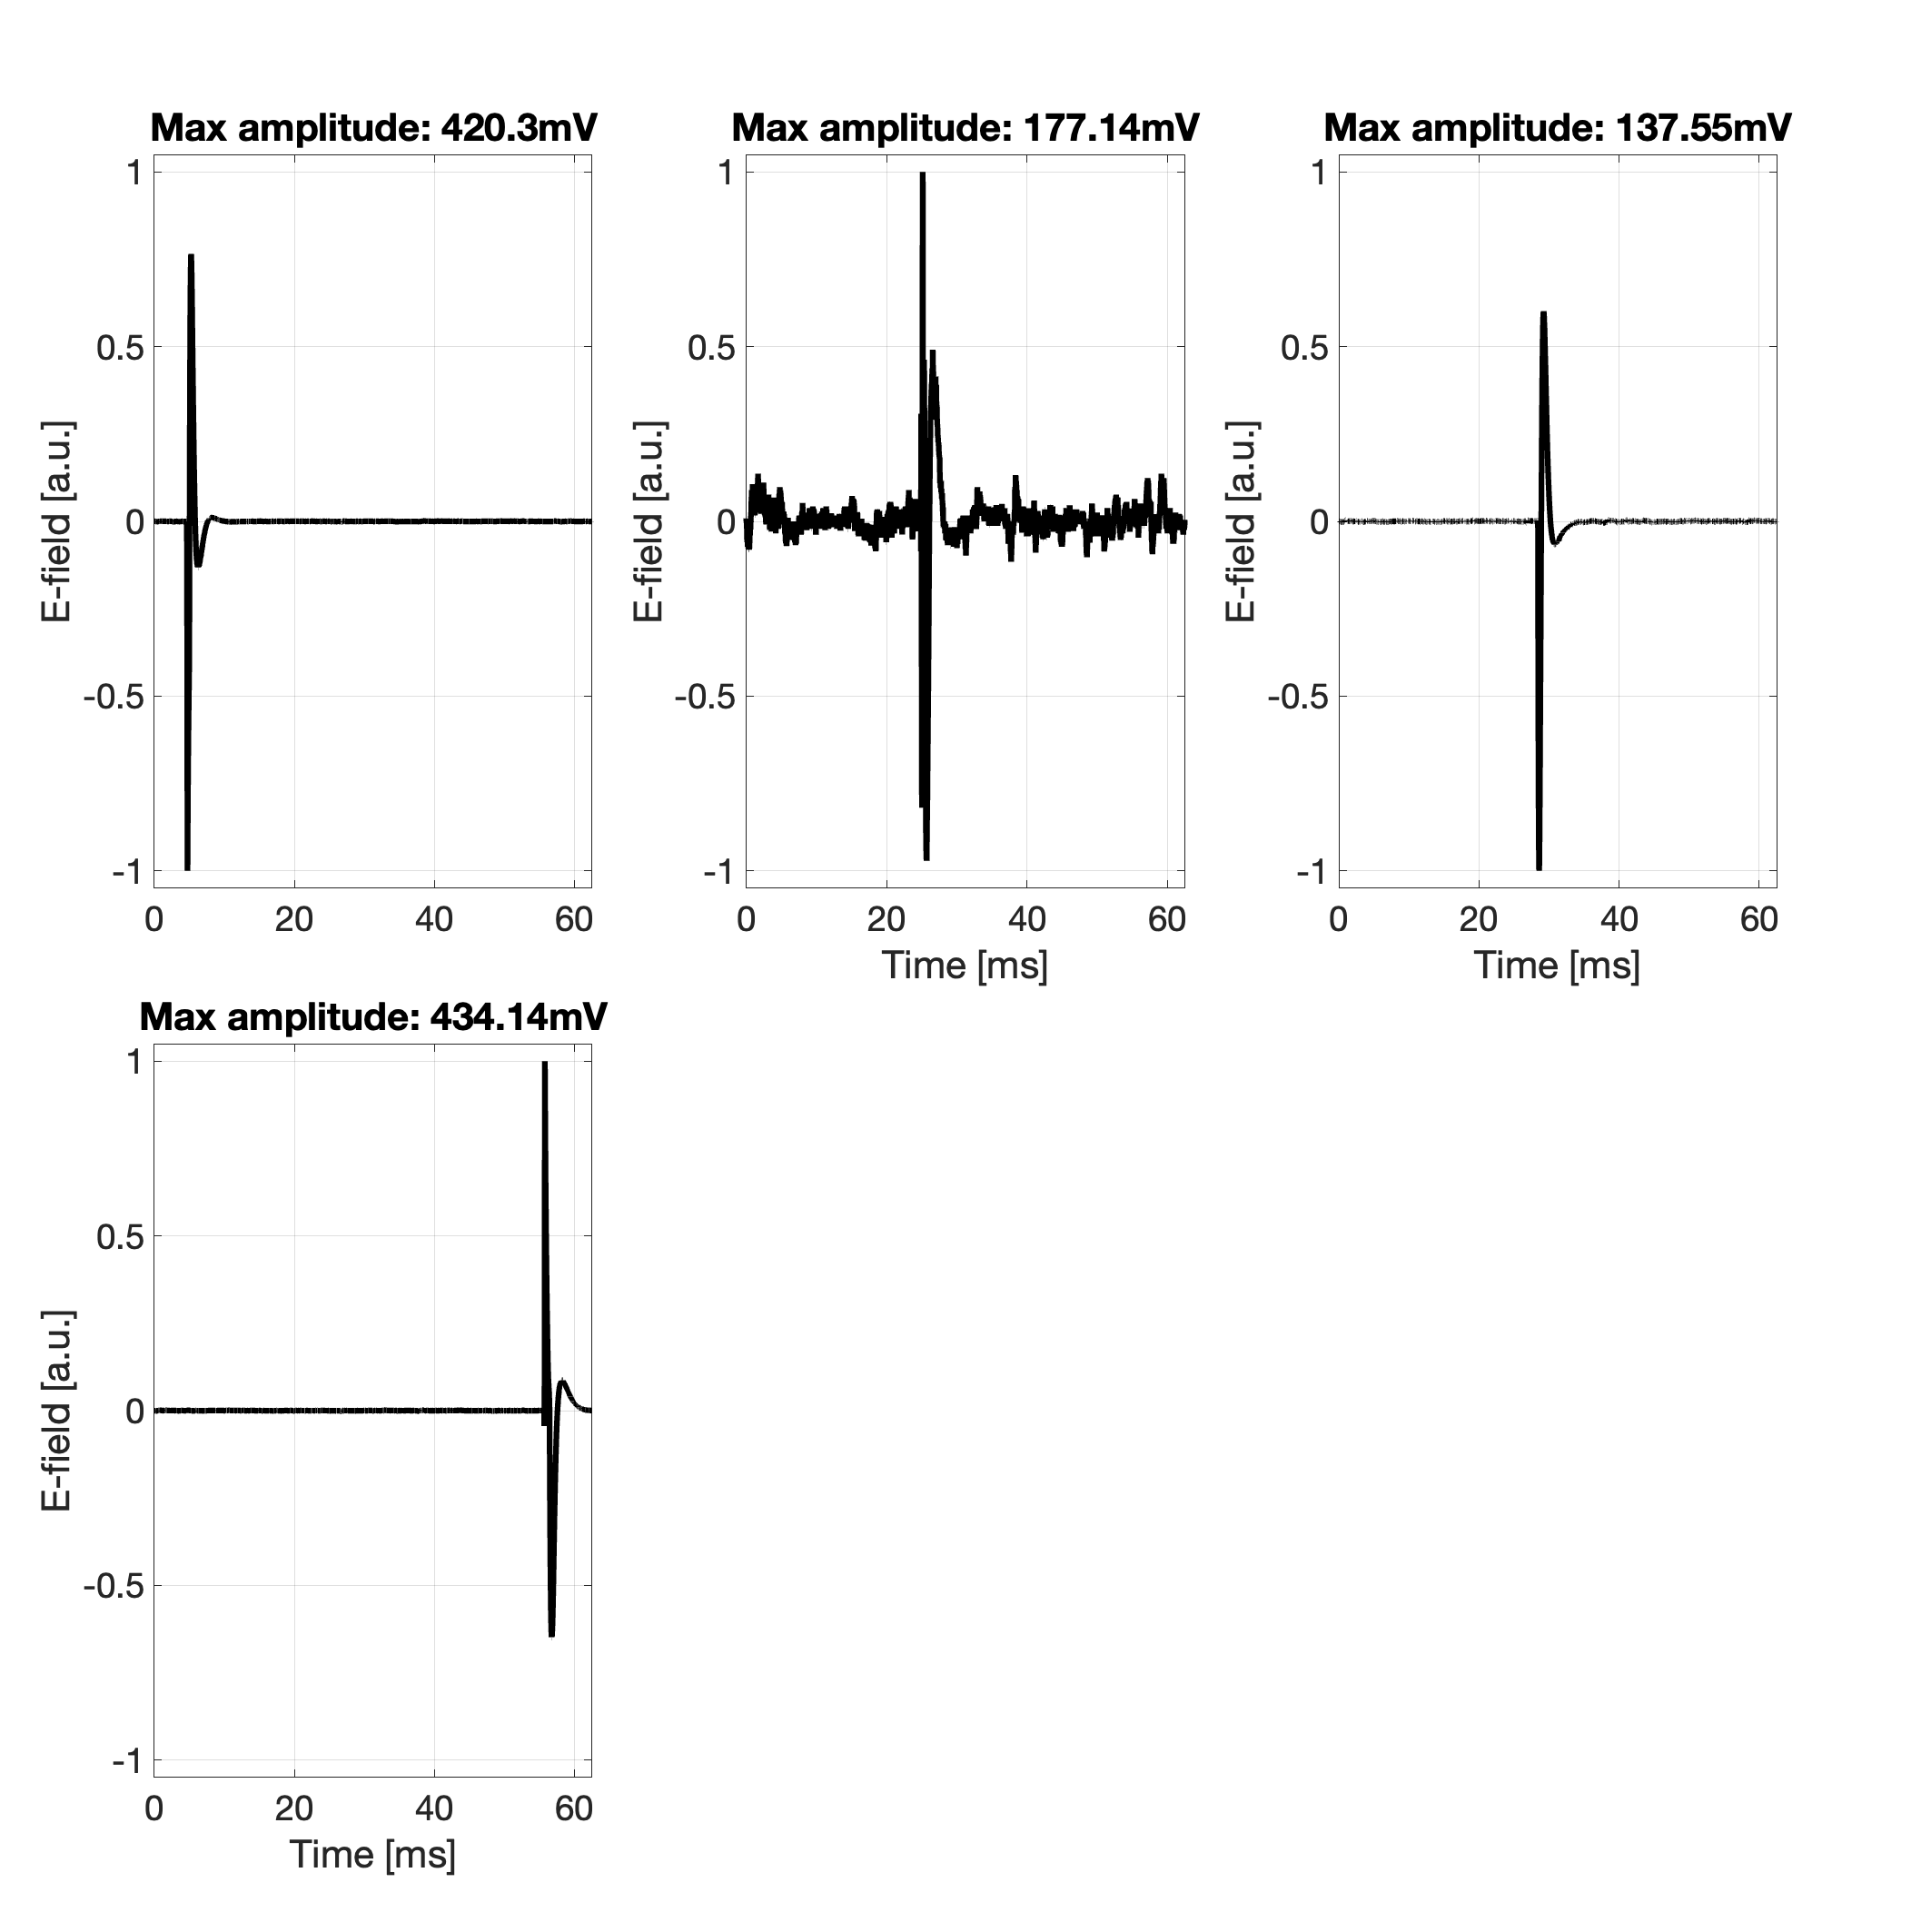 Max amplitude: 420.3mV
1
0.5
0
-0.5
-1
E-field [a.u.]
0 20 40 60
Max amplitude: 177.14mV
1
0.5
0
-0.5
-1
E-field [a.u.]
0 20 40 60
Time [ms]
Max amplitude: 137.55mV
1
0.5
0
-0.5
-1
E-field [a.u.]
0 20 40 60
Time [ms]
Max amplitude: 434.14mV
1
0.5
0
-0.5
-1
E-field [a.u.]
0 20 40 60
Time [ms]